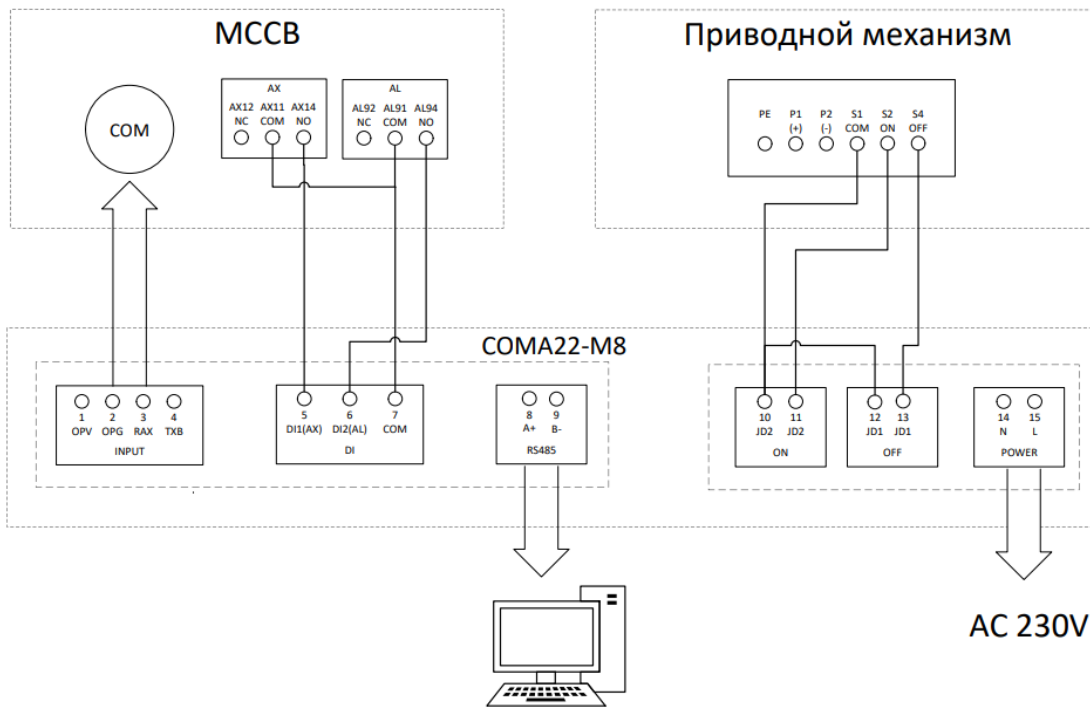 MCCB
Приводной механизм
COM
AX
AX12 AX11 AX14
NC COM NO
AL
AL92 AL91 AL94
NC COM NO
PE P1 P2 S1 S2 S4
(+) (-) COM ON OFF
COMA22-M8
1 2 3 4
OPV OPG RAX TXB
INPUT
5 6 7
DI1(AX) DI2(AL) COM
DI
8 9
A+ B-
RS485
10 11
JD2 JD2
ON
12 13
JD1 JD1
OFF
14 15
N L
POWER
AC 230V